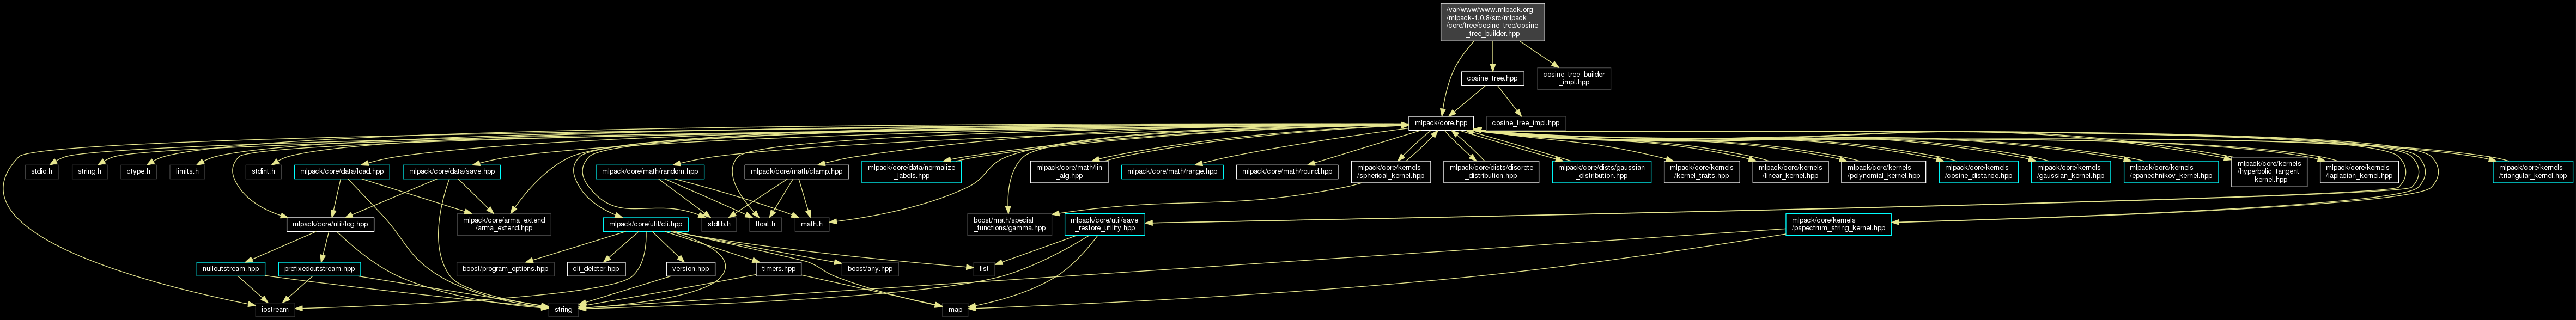 /var/www/www.mlpack.org
/mlpack-1.0.8/src/mlpack
/core/tree/cosine_tree/cosine
_tree_builder.hpp
cosine_tree.hpp
cosine_tree_builder
_impl.hpp
mlpack/core.hpp
cosine_tree_impl.hpp
stdio.h
string.h
ctype.h
limits.h
stdint.h
mlpack/core/data/load.hpp
mlpack/core/data/save.hpp
mlpack/core/math/random.hpp
mlpack/core/math/clamp.hpp
mlpack/core/data/normalize
_labels.hpp
mlpack/core/math/lin
_alg.hpp
mlpack/core/math/range.hpp
mlpack/core/math/round.hpp
mlpack/core/kernels
/spherical_kernel.hpp
mlpack/core/dists/discrete
_distribution.hpp
mlpack/core/dists/gaussian
_distribution.hpp
mlpack/core/kernels
/kernel_traits.hpp
mlpack/core/kernels
/linear_kernel.hpp
mlpack/core/kernels
/polynomial_kernel.hpp
mlpack/core/kernels
/cosine_distance.hpp
mlpack/core/kernels
/gaussian_kernel.hpp
mlpack/core/kernels
/epanechnikov_kernel.hpp
mlpack/core/kernels
/hyperbolic_tangent
_kernel.hpp
mlpack/core/kernels
/laplacian_kernel.hpp
mlpack/core/kernels
/triangular_kernel.hpp
mlpack/core/util/log.hpp
mlpack/core/arma_extend
/arma_extend.hpp
mlpack/core/util/cli.hpp
stdlib.h
float.h
math.h
boost/math/special
_functions/gamma.hpp
mlpack/core/util/save
_restore_utility.hpp
mlpack/core/kernels
/pspectrum_string_kernel.hpp
nulloutstream.hpp
prefixedoutstream.hpp
boost/program_options.hpp
cli_deleter.hpp
version.hpp
timers.hpp
boost/any.hpp
list
iostream
string
map